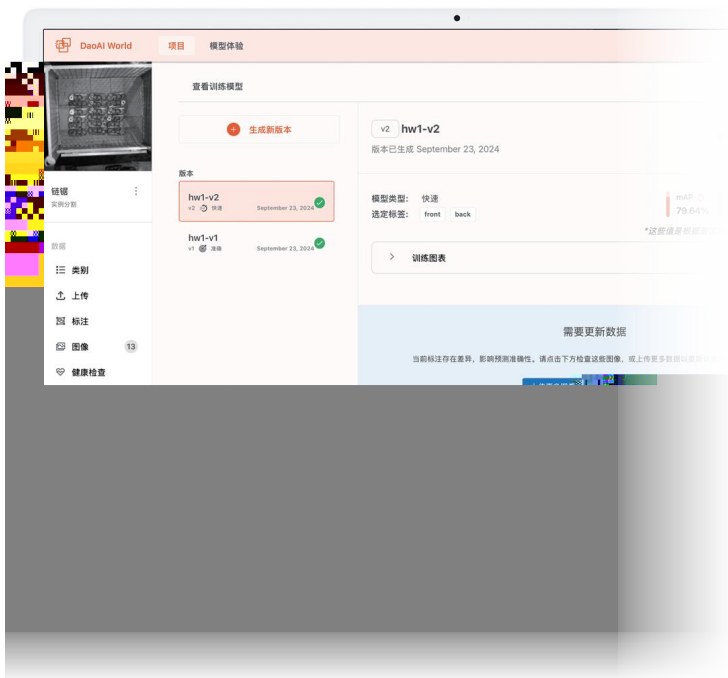 DaoAI World
项目
模型体验
查看训练模型
生成新版本
v2 hw1-v2
版本已生成 September 23, 2024
版本
链锯
实例分割
hw1-v2
v2 快速 September 23, 2024
模型类型: 快速
选定标签: front back
mAP
79.64%
hw1-v1
v1 准确 September 23, 2024
数据
训练图表
类别
上传
标注
图像 13
健康检查
需要更新数据
当前标注存在差异，影响预测准确性。请点击下方检查这些图像，或上传更多数据以